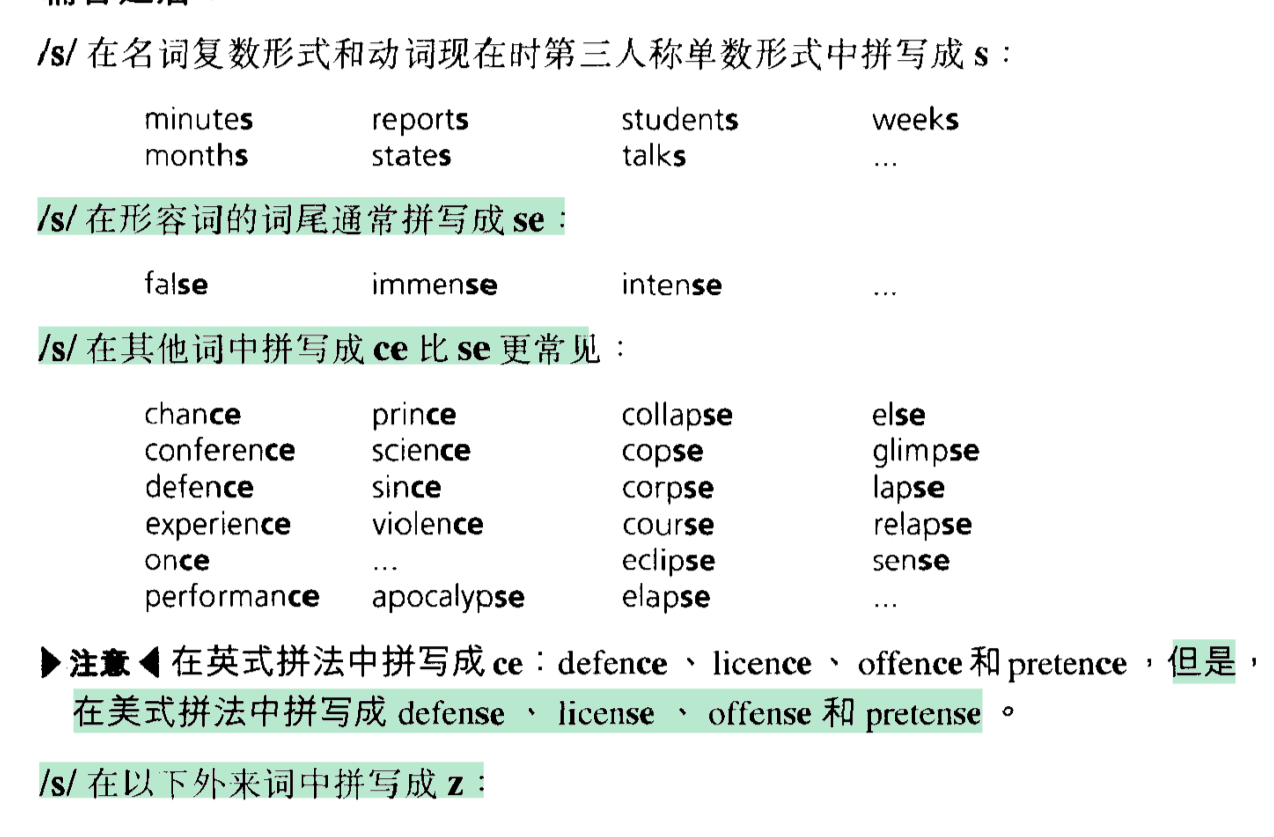 /s/ 在名词复数形式和动词现在时第三人称单数形式中拼写成 s：
minutes reports students weeks
months states talks ...
/s/ 在形容词的词尾通常拼写成 se：
false immense intense ...
/s/ 在其他词中拼写成 ce 比 se 更常见：
chance prince collapse else
conference science copse glimpse
defence since corpse lapse
experience violence course relapse
once ... eclipse sense
performance apocalypse elapse ...
▶注意◀ 在英式拼法中拼写成 ce：defence、licence、offence 和 pretence，但是，
在美式拼法中拼写成 defense、license、offense 和 pretense。
/s/ 在以下外来词中拼写成 z：